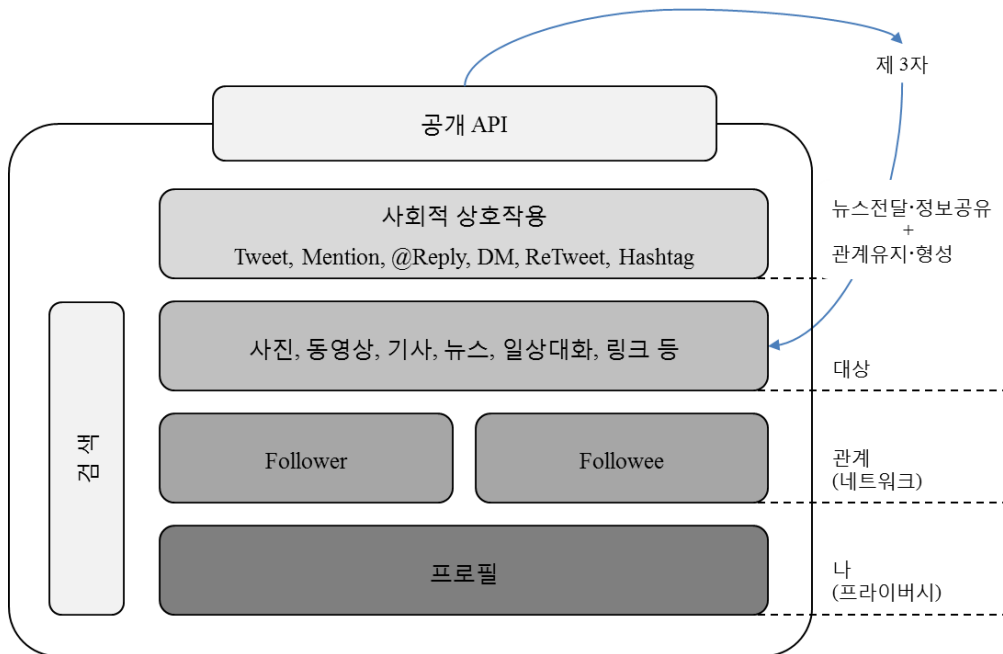 제 3자
공개 API
사회적 상호작용
Tweet, Mention, @Reply, DM, ReTweet, Hashtag
뉴스전달·정보공유
+
관계유지·형성
사진, 동영상, 기사, 뉴스, 일상대화, 링크 등
대상
검색
Follower
Followee
관계
(네트워크)
프로필
나
(프라이버시)